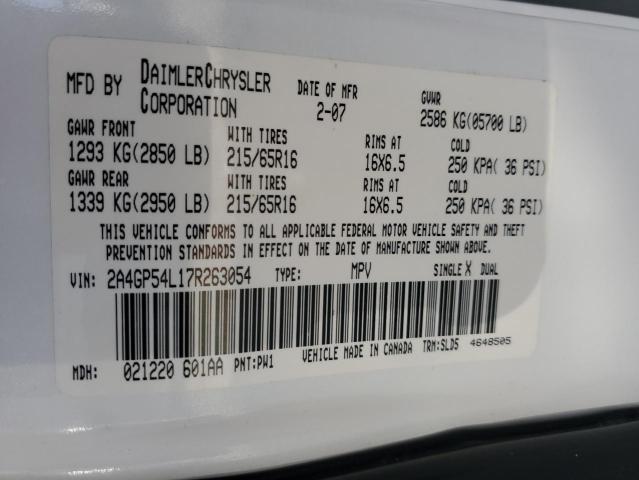 MFD BY DAIMLERCHRYSLER CORPORATION DATE OF MFR 2-07 GVWR 2586 KG(05700 LB)
GAWR FRONT WITH TIRES RIMS AT COLD
1293 KG(2850 LB) 215/65R16 16X6.5 250 KPA( 36 PSI)
GAWR REAR WITH TIRES RIMS AT COLD
1339 KG(2950 LB) 215/65R16 16X6.5 250 KPA( 36 PSI)
THIS VEHICLE CONFORMS TO ALL APPLICABLE FEDERAL MOTOR VEHICLE SAFETY AND THEFT
PREVENTION STANDARDS IN EFFECT ON THE DATE OF MANUFACTURE SHOWN ABOVE.
VIN: 2A4GP54L17R263054 TYPE: MPV SINGLE X DUAL
MDH: 021220 601AA PNT:PW1 VEHICLE MADE IN CANADA TRM:SLD5 4648505